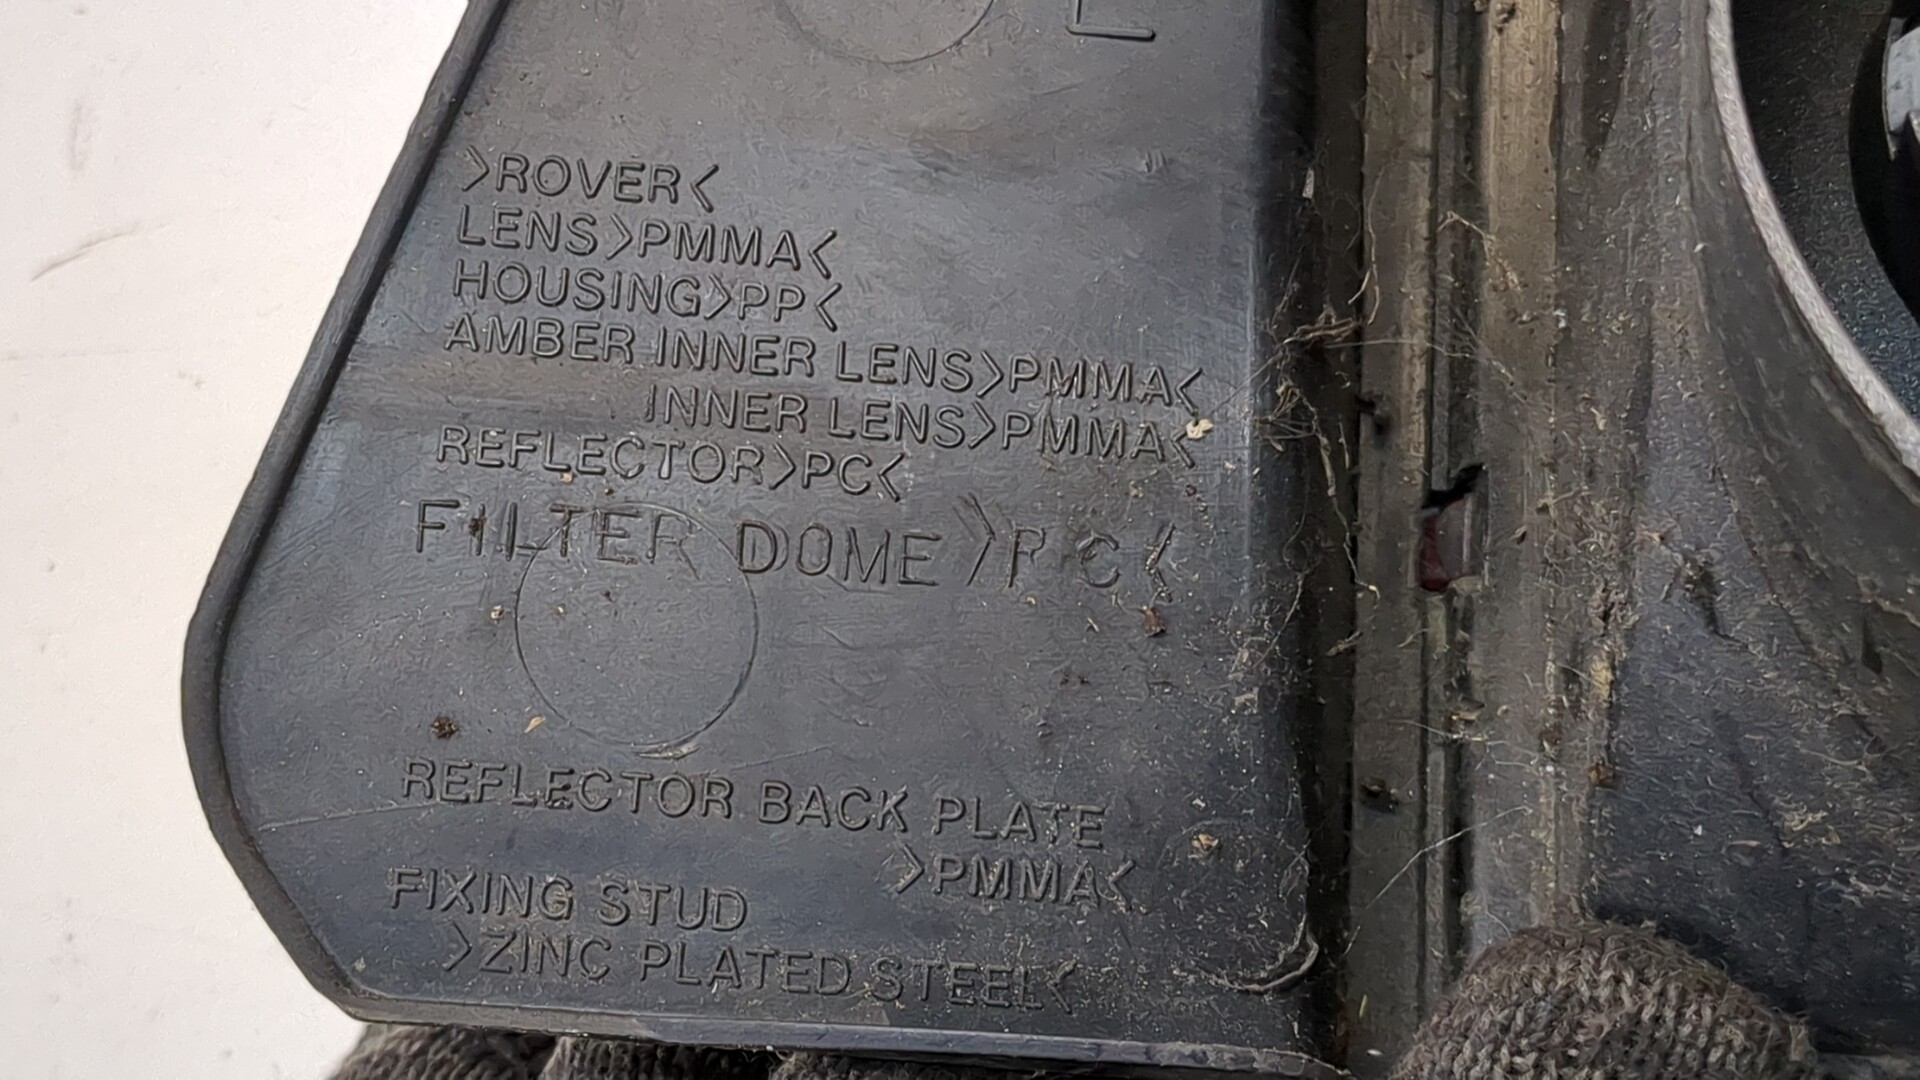 L
>ROVER<
LENS>PMMA<
HOUSING>PP<
AMBER INNER LENS>PMMA<
INNER LENS>PMMA<
REFLECTOR>PC<
FILTER DOME >PC<
REFLECTOR BACK PLATE
>PMMA<
FIXING STUD
>ZINC PLATED STEEL<